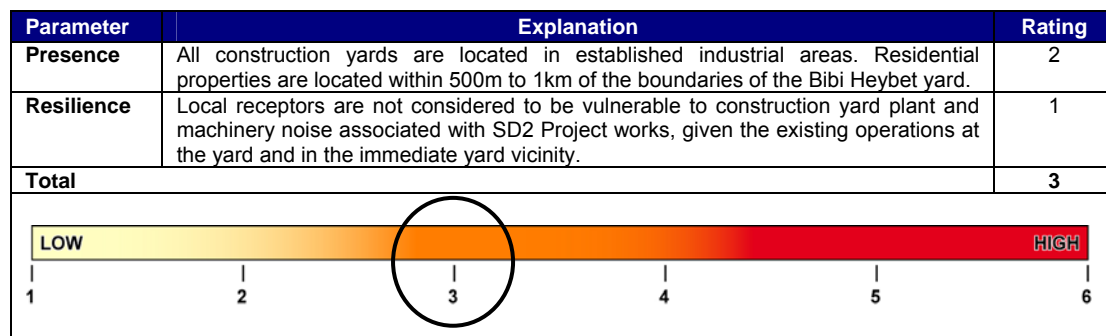 Parameter Explanation Rating
Presence All construction yards are located in established industrial areas. Residential 2
properties are located within 500m to 1km of the boundaries of the Bibi Heybet yard.
Resilience Local receptors are not considered to be vulnerable to construction yard plant and 1
machinery noise associated with SD2 Project works, given the existing operations at
the yard and in the immediate yard vicinity.
Total 3
LOW HIGH
1 2 3 4 5 6